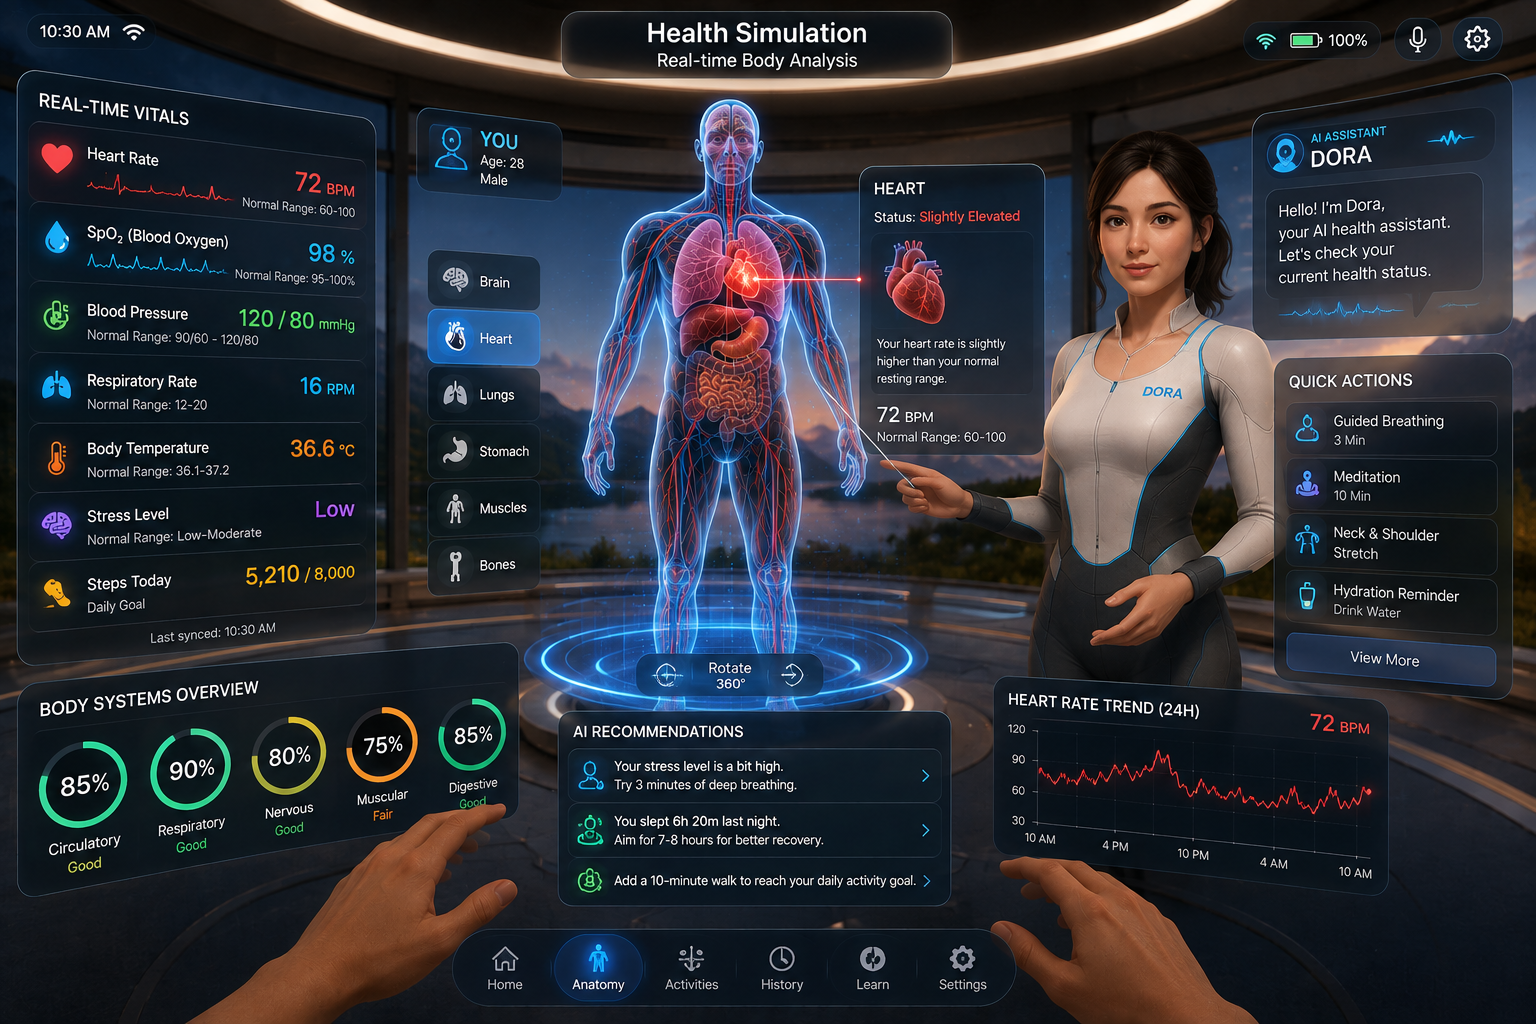 10:30 AM
Health Simulation
Real-time Body Analysis
100%
REAL-TIME VITALS
Heart Rate
72 BPM
Normal Range: 60-100
SpO₂ (Blood Oxygen)
98 %
Normal Range: 95-100%
Blood Pressure
120 / 80 mmHg
Normal Range: 90/60 - 120/80
Respiratory Rate
16 RPM
Normal Range: 12-20
Body Temperature
36.6 °C
Normal Range: 36.1-37.2
Stress Level
Low
Normal Range: Low-Moderate
Steps Today
5,210 / 8,000
Daily Goal
Last synced: 10:30 AM
YOU
Age: 28
Male
Brain
Heart
Lungs
Stomach
Muscles
Bones
HEART
Status: Slightly Elevated
Your heart rate is slightly
higher than your normal
resting range.
72 BPM
Normal Range: 60-100
DORA
AI ASSISTANT
DORA
Hello! I'm Dora,
your AI health assistant.
Let's check your
current health status.
QUICK ACTIONS
Guided Breathing
3 Min
Meditation
10 Min
Neck & Shoulder
Stretch
Hydration Reminder
Drink Water
View More
Rotate
360°
BODY SYSTEMS OVERVIEW
85%
Circulatory
Good
90%
Respiratory
Good
80%
Nervous
Good
75%
Muscular
Fair
85%
Digestive
Good
AI RECOMMENDATIONS
Your stress level is a bit high.
Try 3 minutes of deep breathing.
You slept 6h 20m last night.
Aim for 7-8 hours for better recovery.
Add a 10-minute walk to reach your daily activity goal.
HEART RATE TREND (24H)
72 BPM
120
90
60
30
10 AM
4 PM
10 PM
4 AM
10 AM
Home
Anatomy
Activities
History
Learn
Settings